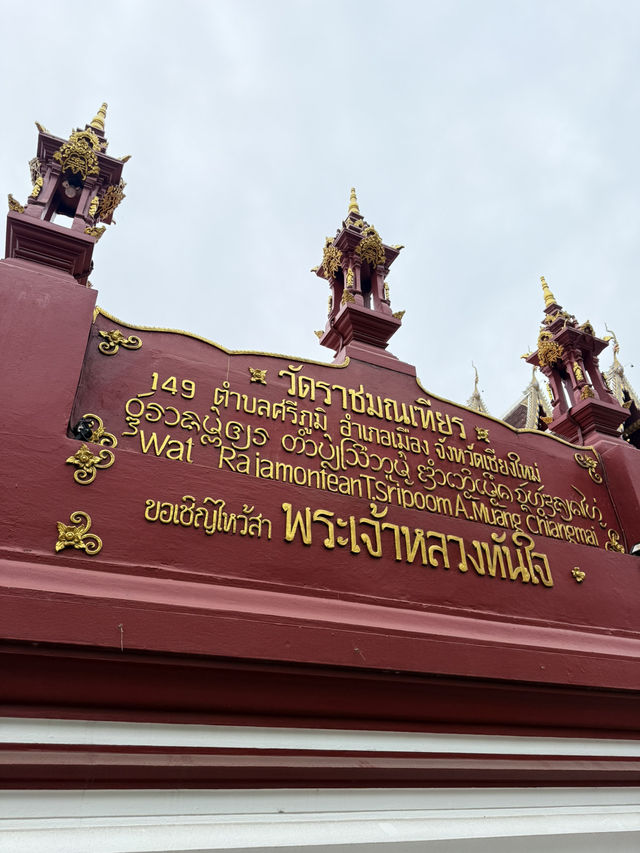 วัดราชมณเฑียร
149 ตำบลศรีภูมิ อำเภอเมือง จังหวัดเชียงใหม่
Wat Rajamontean T.Sripoom A.Muang Chiangmai
ขอเชิญไหว้สา พระเจ้าหลวงทันใจ